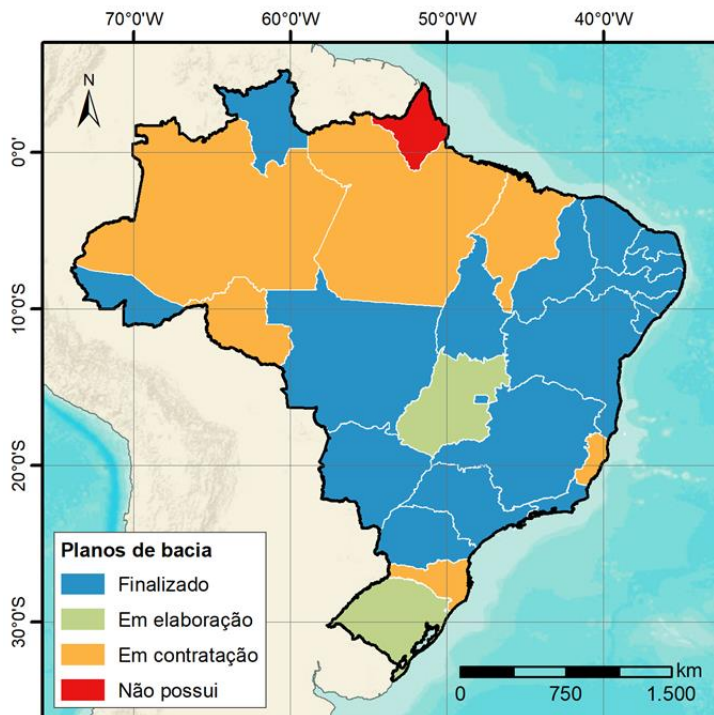 70°0'W 60°0'W 50°0'W 40°0'W
N
0°0'
10°0'S
20°0'S
30°0'S
Planos de bacia
Finalizado
Em elaboração
Em contratação
Não possui
km
0 750 1.500